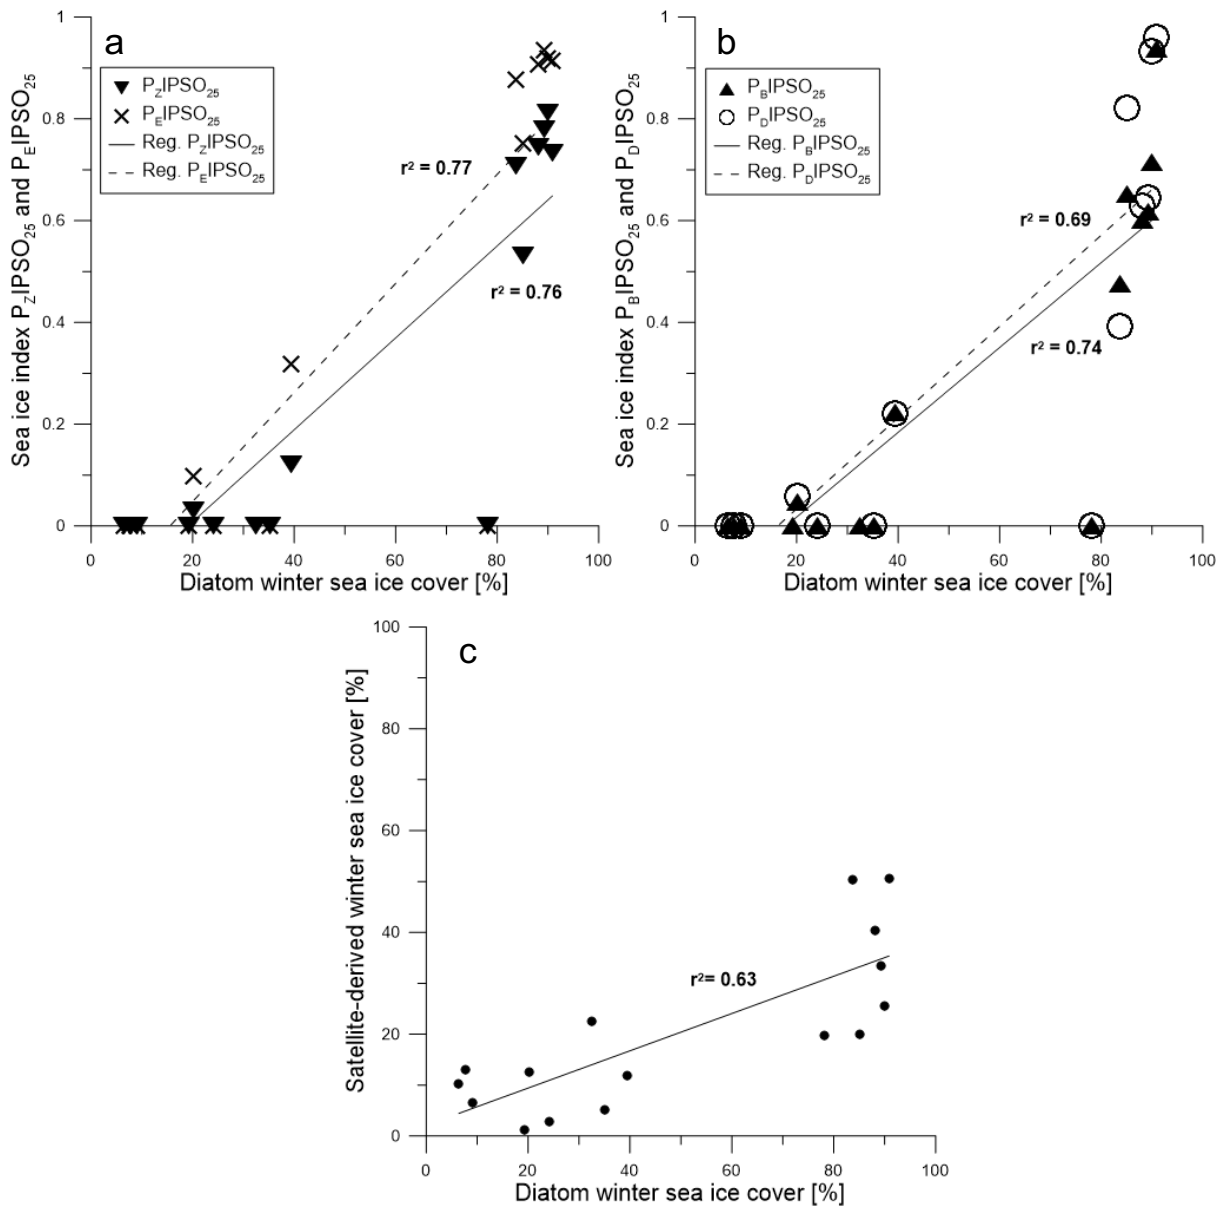 a
Sea ice index PZIPSO25 and PEIPSO25
PZIPSO25
PEIPSO25
Reg. PZIPSO25
Reg. PEIPSO25
r² = 0.77
r² = 0.76
1
0.8
0.6
0.4
0.2
0
0 20 40 60 80 100
Diatom winter sea ice cover [%]
b
Sea ice index PBIPSO25 and PDIPSO25
PBIPSO25
PDIPSO25
Reg. PBIPSO25
Reg. PDIPSO25
r² = 0.69
r² = 0.74
1
0.8
0.6
0.4
0.2
0
0 20 40 60 80 100
Diatom winter sea ice cover [%]
c
Satellite-derived winter sea ice cover [%]
r²= 0.63
100
80
60
40
20
0
0 20 40 60 80 100
Diatom winter sea ice cover [%]